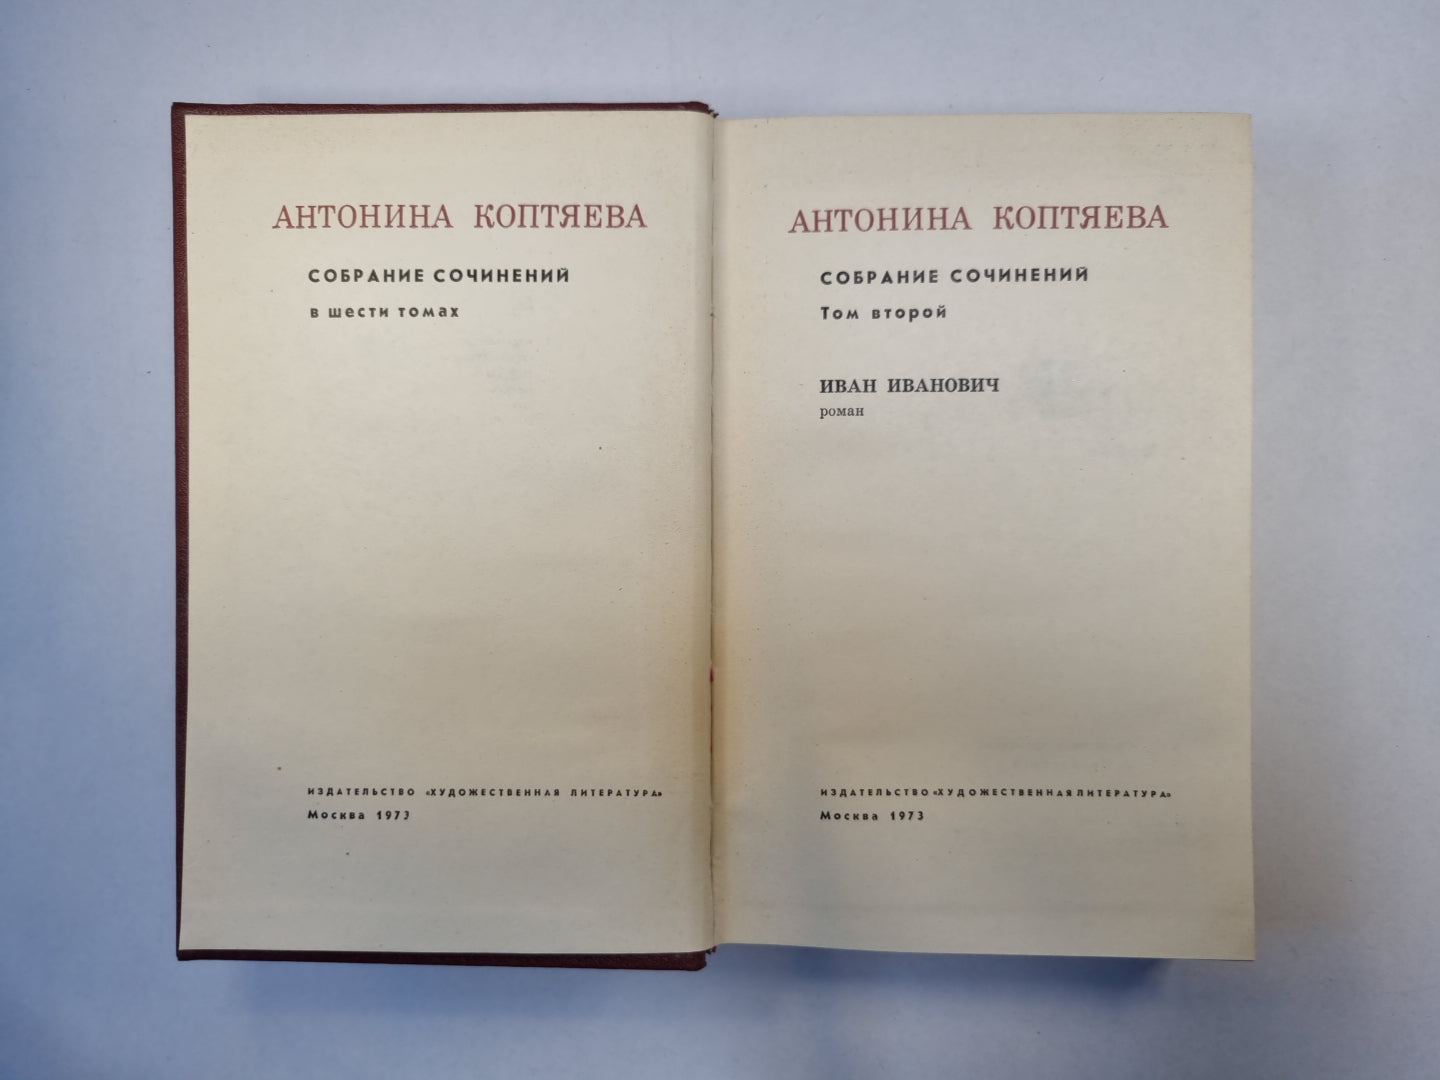 АНТОНИНА КОПТЯЕВА
СОБРАНИЕ СОЧИНЕНИЙ
в шести томах
ИЗДАТЕЛЬСТВО «ХУДОЖЕСТВЕННАЯ ЛИТЕРАТУРА»
Москва 1973
АНТОНИНА КОПТЯЕВА
СОБРАНИЕ СОЧИНЕНИЙ
Том второй
ИВАН ИВАНОВИЧ
роман
ИЗДАТЕЛЬСТВО «ХУДОЖЕСТВЕННАЯ ЛИТЕРАТУРА»
Москва 1973